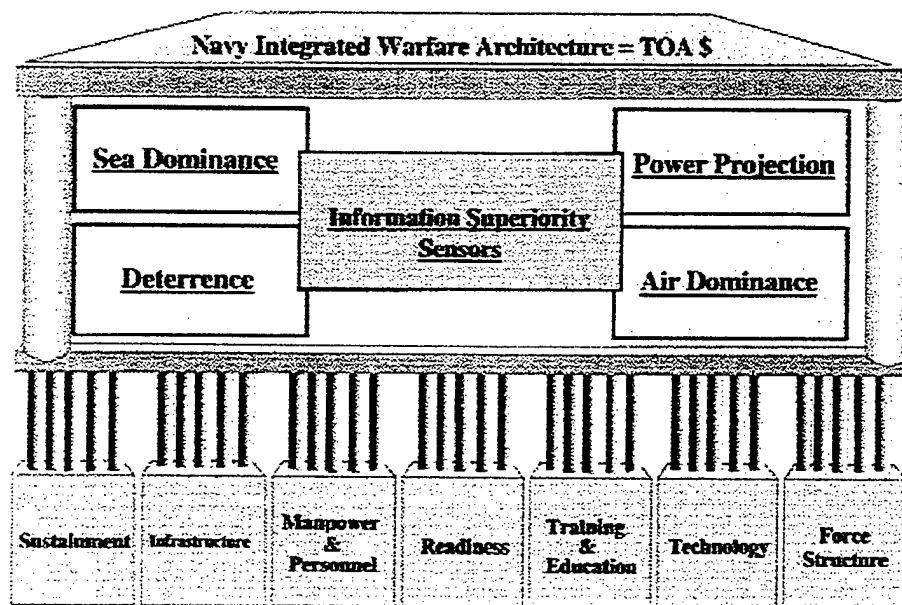 Navy Integrated Warfare Architecture = TOA $
Sea Dominance
Power Projection
Information Superiority
Sensors
Deterrence
Air Dominance
Sustainment
Infrastructure
Manpower
&
Personnel
Readiness
Training
&
Education
Technology
Force
Structure